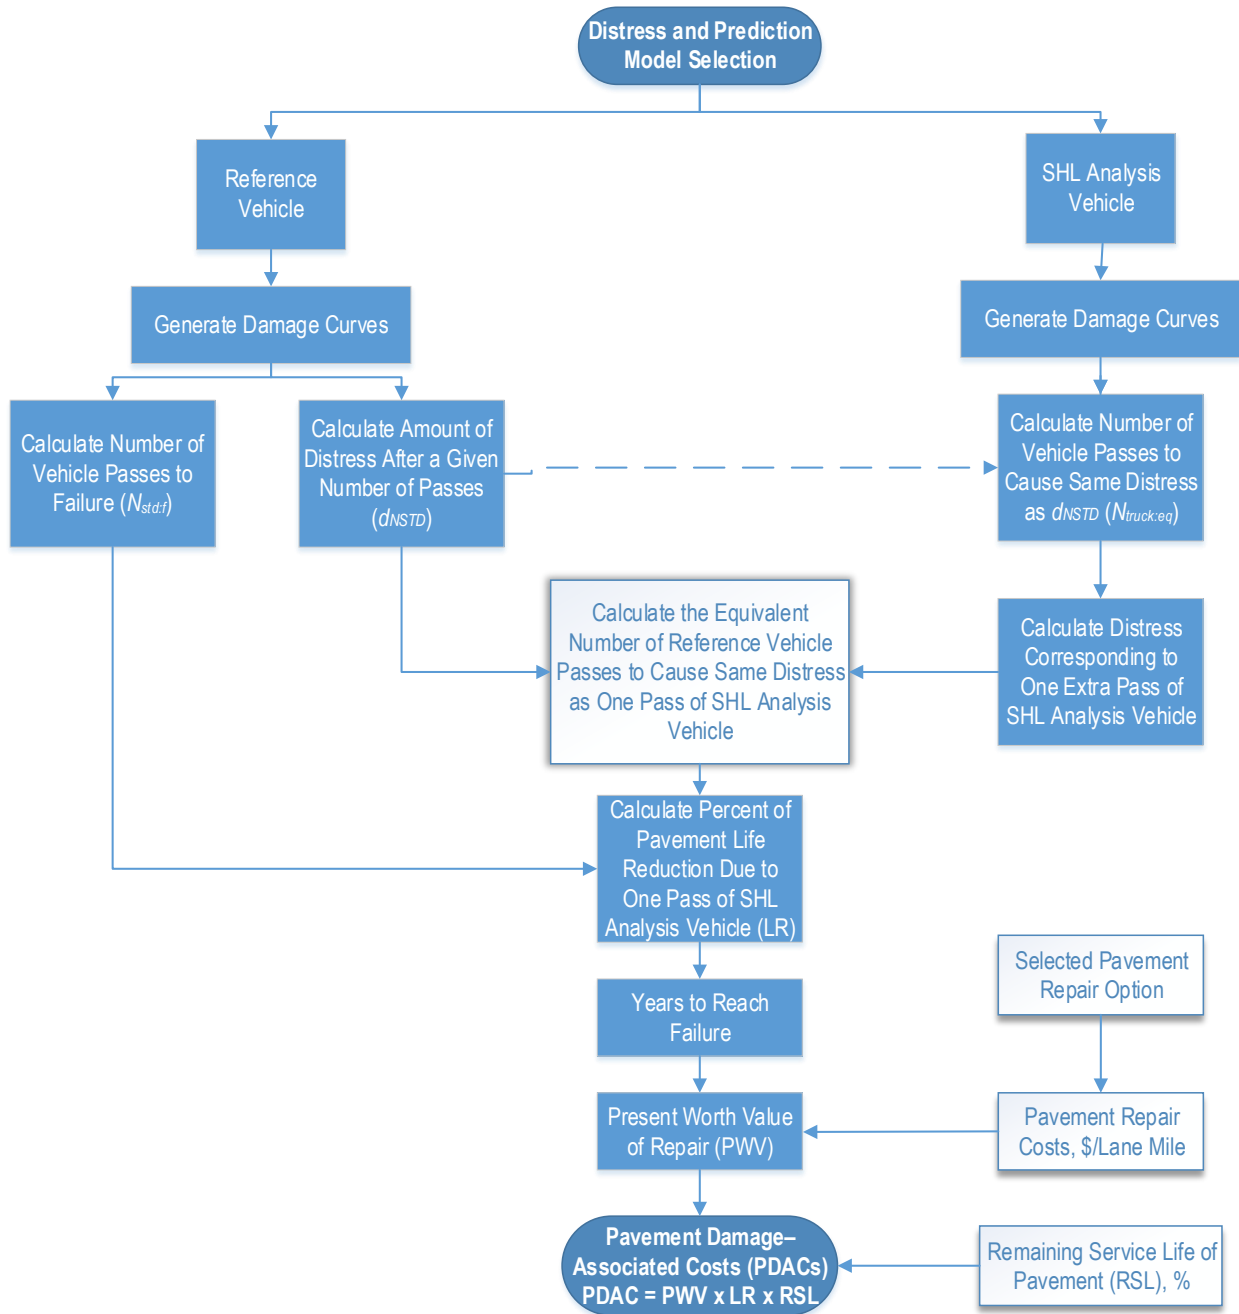 Distress and Prediction
Model Selection
Reference
Vehicle
SHL Analysis
Vehicle
Generate Damage Curves
Generate Damage Curves
Calculate Number of
Vehicle Passes to
Failure (Nstd:f)
Calculate Amount of
Distress After a Given
Number of Passes
(dNSTD)
Calculate Number of
Vehicle Passes to
Cause Same Distress
as dNSTD (Ntruck:eq)
Calculate the Equivalent
Number of Reference Vehicle
Passes to Cause Same Distress
as One Pass of SHL Analysis
Vehicle
Calculate Distress
Corresponding to
One Extra Pass of
SHL Analysis Vehicle
Calculate Percent of
Pavement Life
Reduction Due to
One Pass of SHL
Analysis Vehicle (LR)
Selected Pavement
Repair Option
Years to Reach
Failure
Present Worth Value
of Repair (PWV)
Pavement Repair
Costs, $/Lane Mile
Pavement Damage–
Associated Costs (PDACs)
PDAC = PWV x LR x RSL
Remaining Service Life of
Pavement (RSL), %